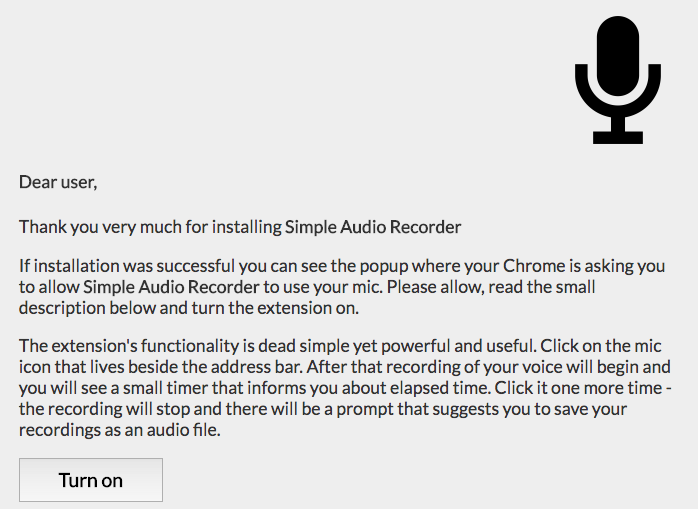 Dear user,
Thank you very much for installing Simple Audio Recorder
If installation was successful you can see the popup where your Chrome is asking you
to allow Simple Audio Recorder to use your mic. Please allow, read the small
description below and turn the extension on.
The extension's functionality is dead simple yet powerful and useful. Click on the mic
icon that lives beside the address bar. After that recording of your voice will begin and
you will see a small timer that informs you about elapsed time. Click it one more time -
the recording will stop and there will be a prompt that suggests you to save your
recordings as an audio file.
Turn on